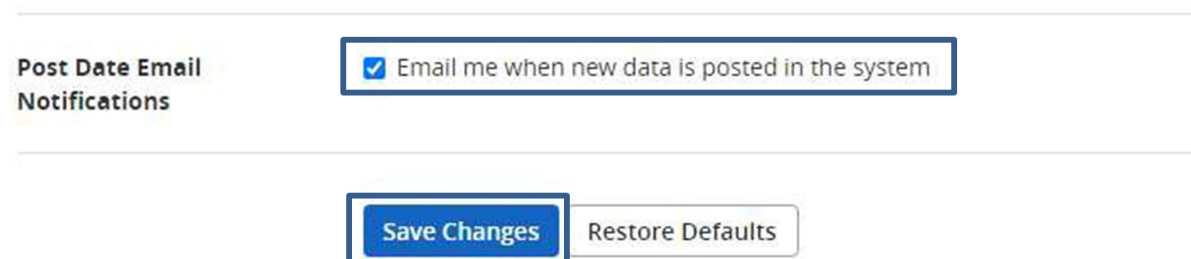 Post Date Email
Notifications
Email me when new data is posted in the system
Save Changes
Restore Defaults